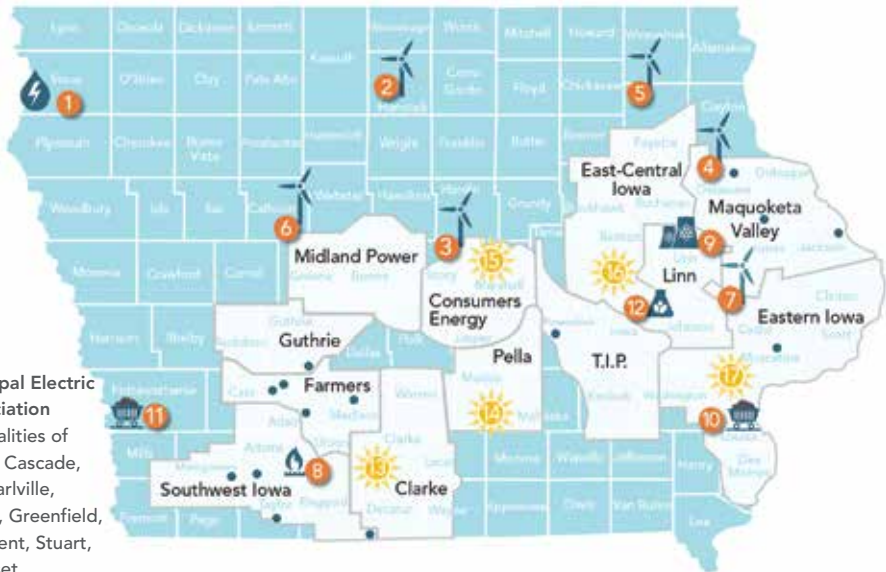 Lyon
Osceola
Dickinson
Emmet
Kossuth
Winnebago
Worth
Mitchell
Howard
Winneshiek
Allamakee
Sioux
O'Brien
Clay
Palo Alto
Hancock
Cerro Gordo
Floyd
Chickasaw
Clayton
1
2
5
Plymouth
Cherokee
Buena Vista
Pocahontas
Humboldt
Wright
Franklin
Butler
Bremer
Fayette
4
East-Central Iowa
Woodbury
Ida
Sac
Calhoun
Webster
Hamilton
Hardin
Grundy
Buchanan
Delaware
Dubuque
Maquoketa Valley
6
3
9
Midland Power
Greene
Boone
Story
15
Marshall
Tama
Benton
16
Linn
Linn
Jones
Jackson
Monona
Crawford
Carroll
Consumers Energy
12
7
Clinton
Eastern Iowa
Cedar
Scott
Harrison
Shelby
Audubon
Guthrie
Guthrie
Dallas
Polk
Jasper
Pella
T.I.P.
Iowa
Johnson
Muscatine
17
pal Electric
iation
alities of
Cascade,
arlville,
, Greenfield,
ent, Stuart,
et
Pottawattamie
11
Cass
Farmers
Adair
Madison
Warren
Marion
14
Mahaska
Keokuk
Washington
10
Louisa
Mills
Adams
Clarke
Monroe
Wapello
Jefferson
Henry
Des Moines
8
13
Southwest Iowa
Clarke
Fremont
Page
Taylor
Ringgold
Decatur
Wayne
Appanoose
Davis
Van Buren
Lee